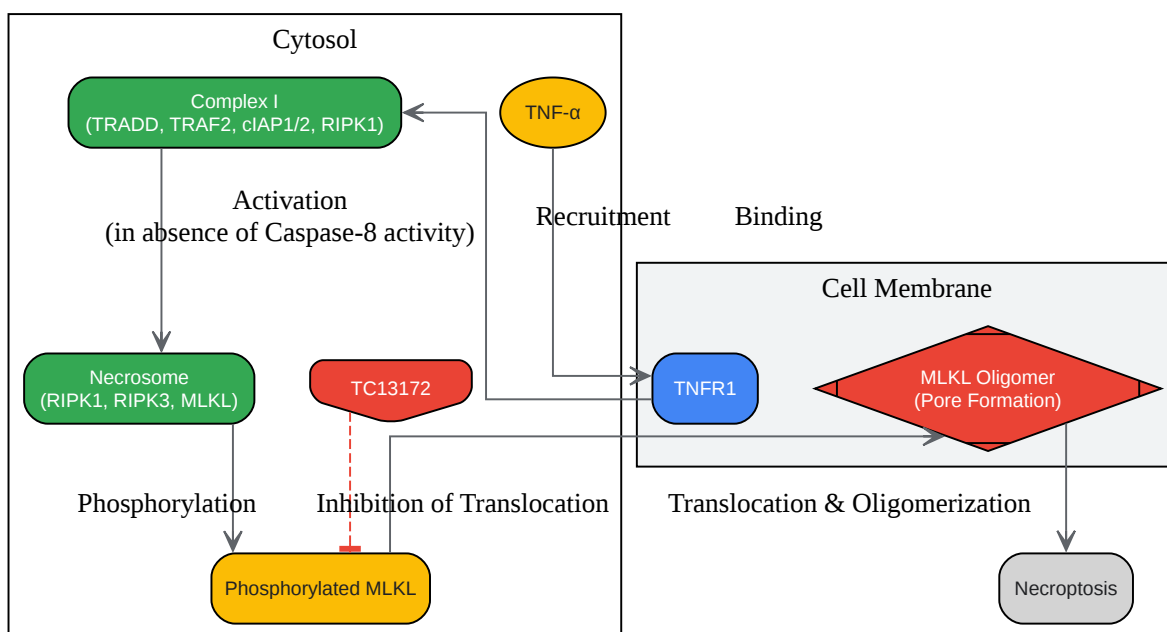 Cytosol
Complex I
(TRADD, TRAF2, cIAP1/2, RIPK1)
TNF-α
Activation
(in absence of Caspase-8 activity)
Recruitment
Binding
Cell Membrane
Necrosome
(RIPK1, RIPK3, MLKL)
TC13172
TNFR1
MLKL Oligomer
(Pore Formation)
Phosphorylation
Inhibition of Translocation
Translocation & Oligomerization
Phosphorylated MLKL
Necroptosis